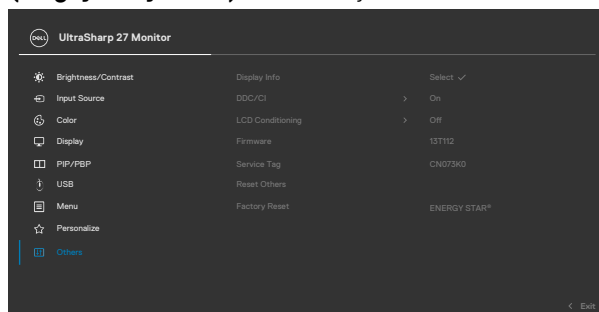 DELL UltraSharp 27 Monitor
Brightness/Contrast Display Info Select ✓
Input Source DDC/CI > On
Color LCD Conditioning > Off
Display Firmware 13T112
PIP/PBP Service Tag CN073K0
USB Reset Others
Menu Factory Reset ENERGY STAR®
Personalize
Others
< Exit